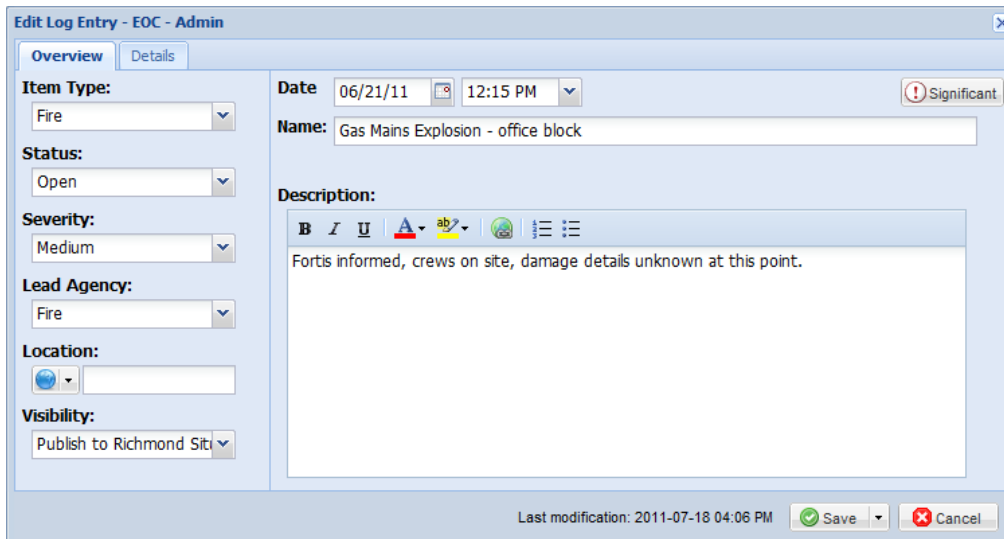 Edit Log Entry - EOC - Admin
Overview Details
Item Type:
Fire
Status:
Open
Severity:
Medium
Lead Agency:
Fire
Location:
Visibility:
Publish to Richmond Sit
Date 06/21/11 12:15 PM
Significant
Name: Gas Mains Explosion - office block
Description:
B I U A ab
Fortis informed, crews on site, damage details unknown at this point.
Last modification: 2011-07-18 04:06 PM Save Cancel